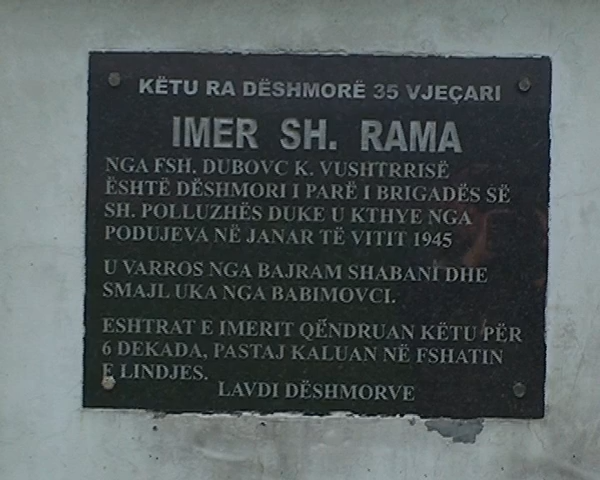 KËTU RA DËSHMORË 35 VJEÇARI
IMER SH. RAMA
NGA FSH. DUBOVC K. VUSHTRRISË
ËSHTË DËSHMORI I PARË I BRIGADËS SË
SH. POLLUZHËS DUKE U KTHYE NGA
PODUJEVA NË JANAR TË VITIT 1945
U VARROS NGA BAJRAM SHABANI DHE
SMAJL UKA NGA BABIMOVCI.
ESHTRAT E IMERIT QËNDRUAN KËTU PËR
6 DEKADA, PASTAJ KALUAN NË FSHATIN
E LINDJES.
LAVDI DËSHMORVE